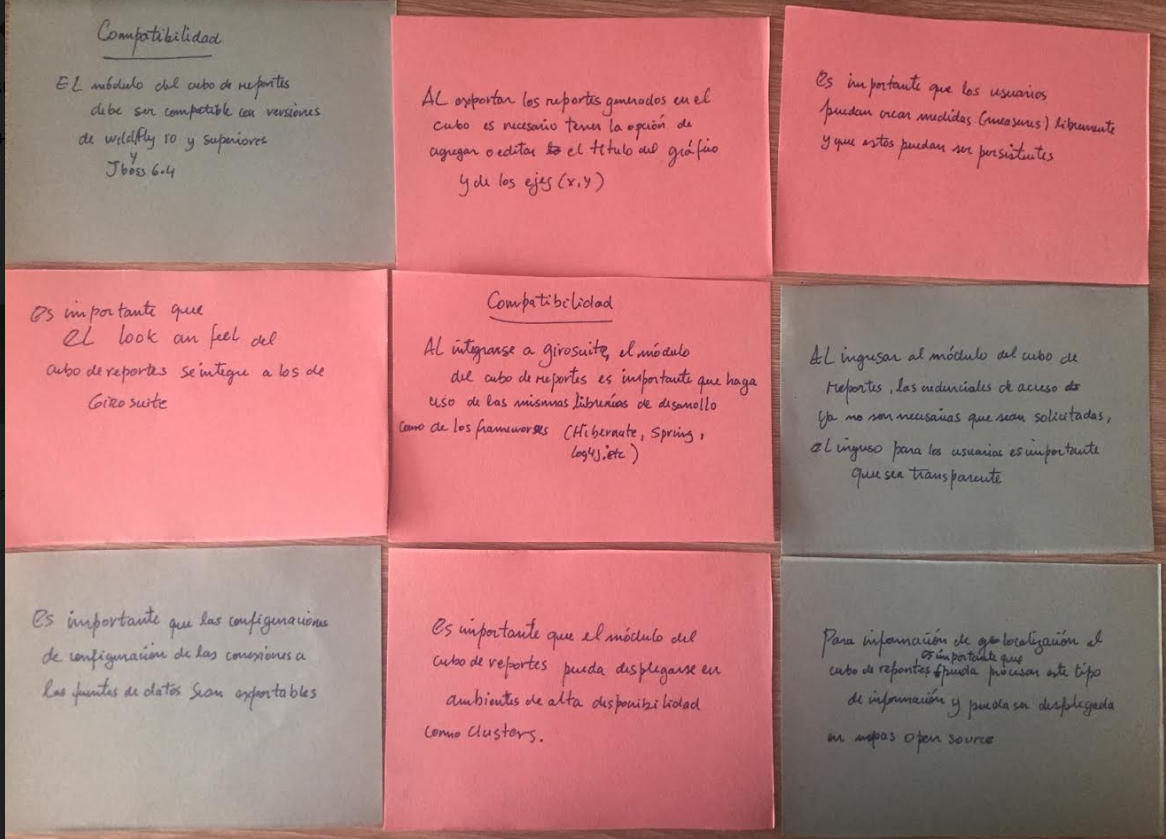 Compatibilidad
EL módulo del cubo de reportes
debe ser compatible con versiones
de wildfly 10 y superiores
y
Jboss 6.4
AL exportar los reportes generados en el
cubo es necesario tener la opción de
agregar o editar el título del gráfico
y de los ejes (x,y)
Es importante que los usuarios
puedan crear medidas (measures) libremente
y que estos puedan ser persistentes
Es importante que
el look an feel del
cubo de reportes se integre a los de
Giro suite
Compatibilidad
AL integrarse a girosuite, el módulo
del cubo de reportes es importante que haga
uso de las mismas librerías de desarrollo
como de los frameworks (Hibernate, Spring,
log4j, etc)
AL ingresar al módulo del cubo de
reportes, las credenciales de acceso
ya no son necesarias que sean solicitadas,
el ingreso para los usuarios es importante
que sea transparente
Es importante que las configuraciones
de configuración de las conexiones a
las fuentes de datos sean exportables
Es importante que el módulo del
cubo de reportes pueda desplegarse en
ambientes de alta disponibilidad
como clusters.
Para información de geolocalización el
es importante que
cubo de reportes pueda procesar este tipo
de información y pueda ser desplegada
en mapas open source